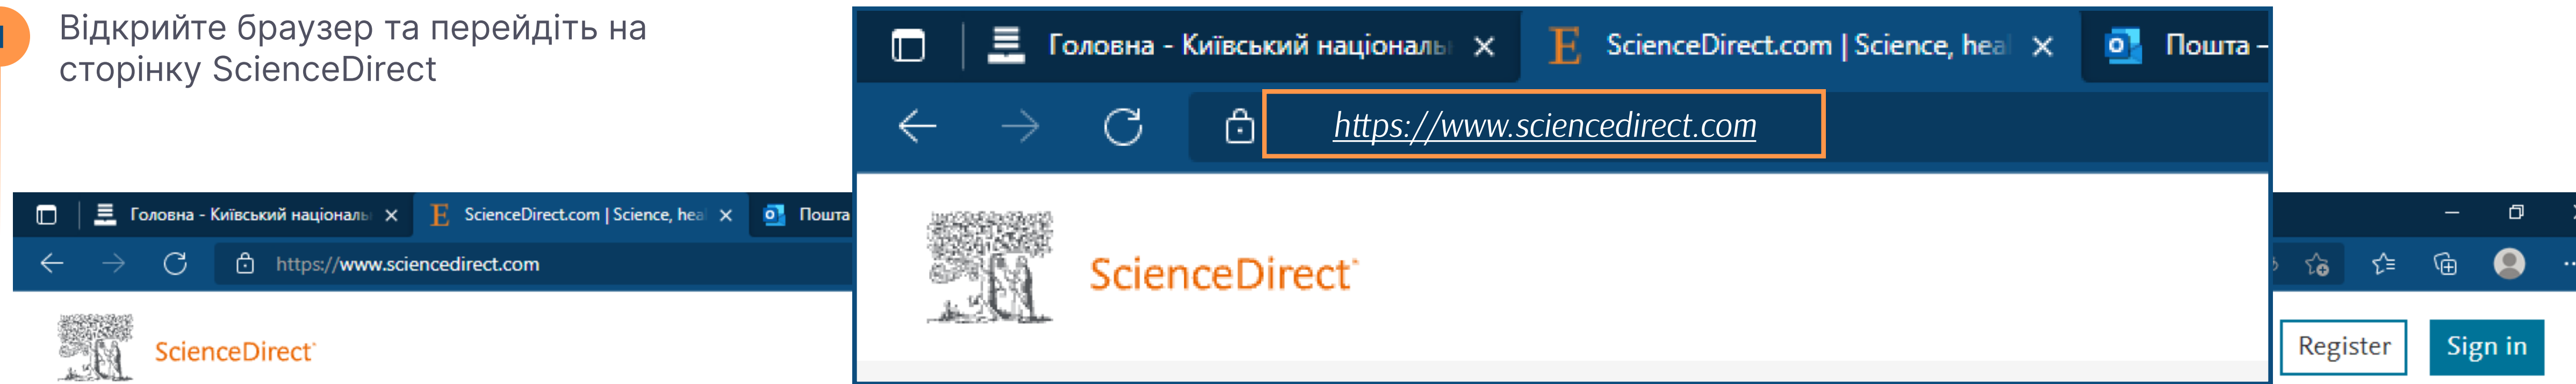 Відкрийте браузер та перейдіть на
сторінку ScienceDirect
Головна - Київський національ
ScienceDirect.com | Science, hea
Пошта –
https://www.sciencedirect.com
ScienceDirect
Головна - Київський національ
ScienceDirect.com | Science, hea
Пошта
https://www.sciencedirect.com
ScienceDirect
Register
Sign in